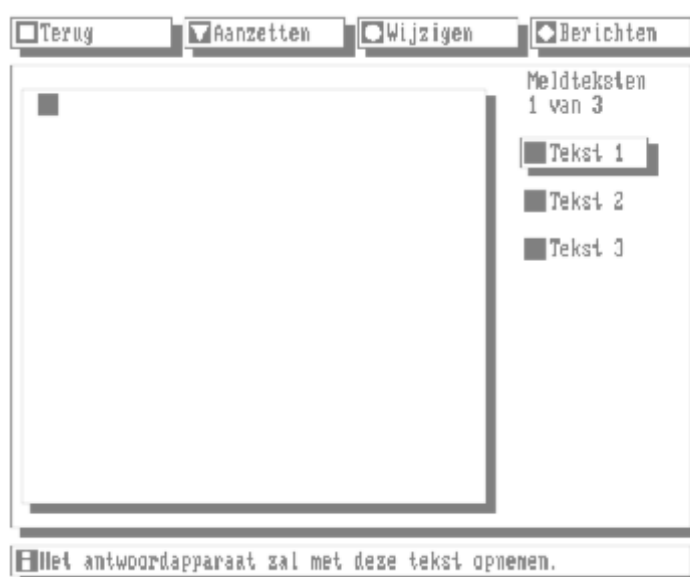 Terug Aanzetten Wijzigen Berichten
Meldteksten
1 van 3
Tekst 1
Tekst 2
Tekst 3
Het antwoordapparaat zal met deze tekst opnemen.